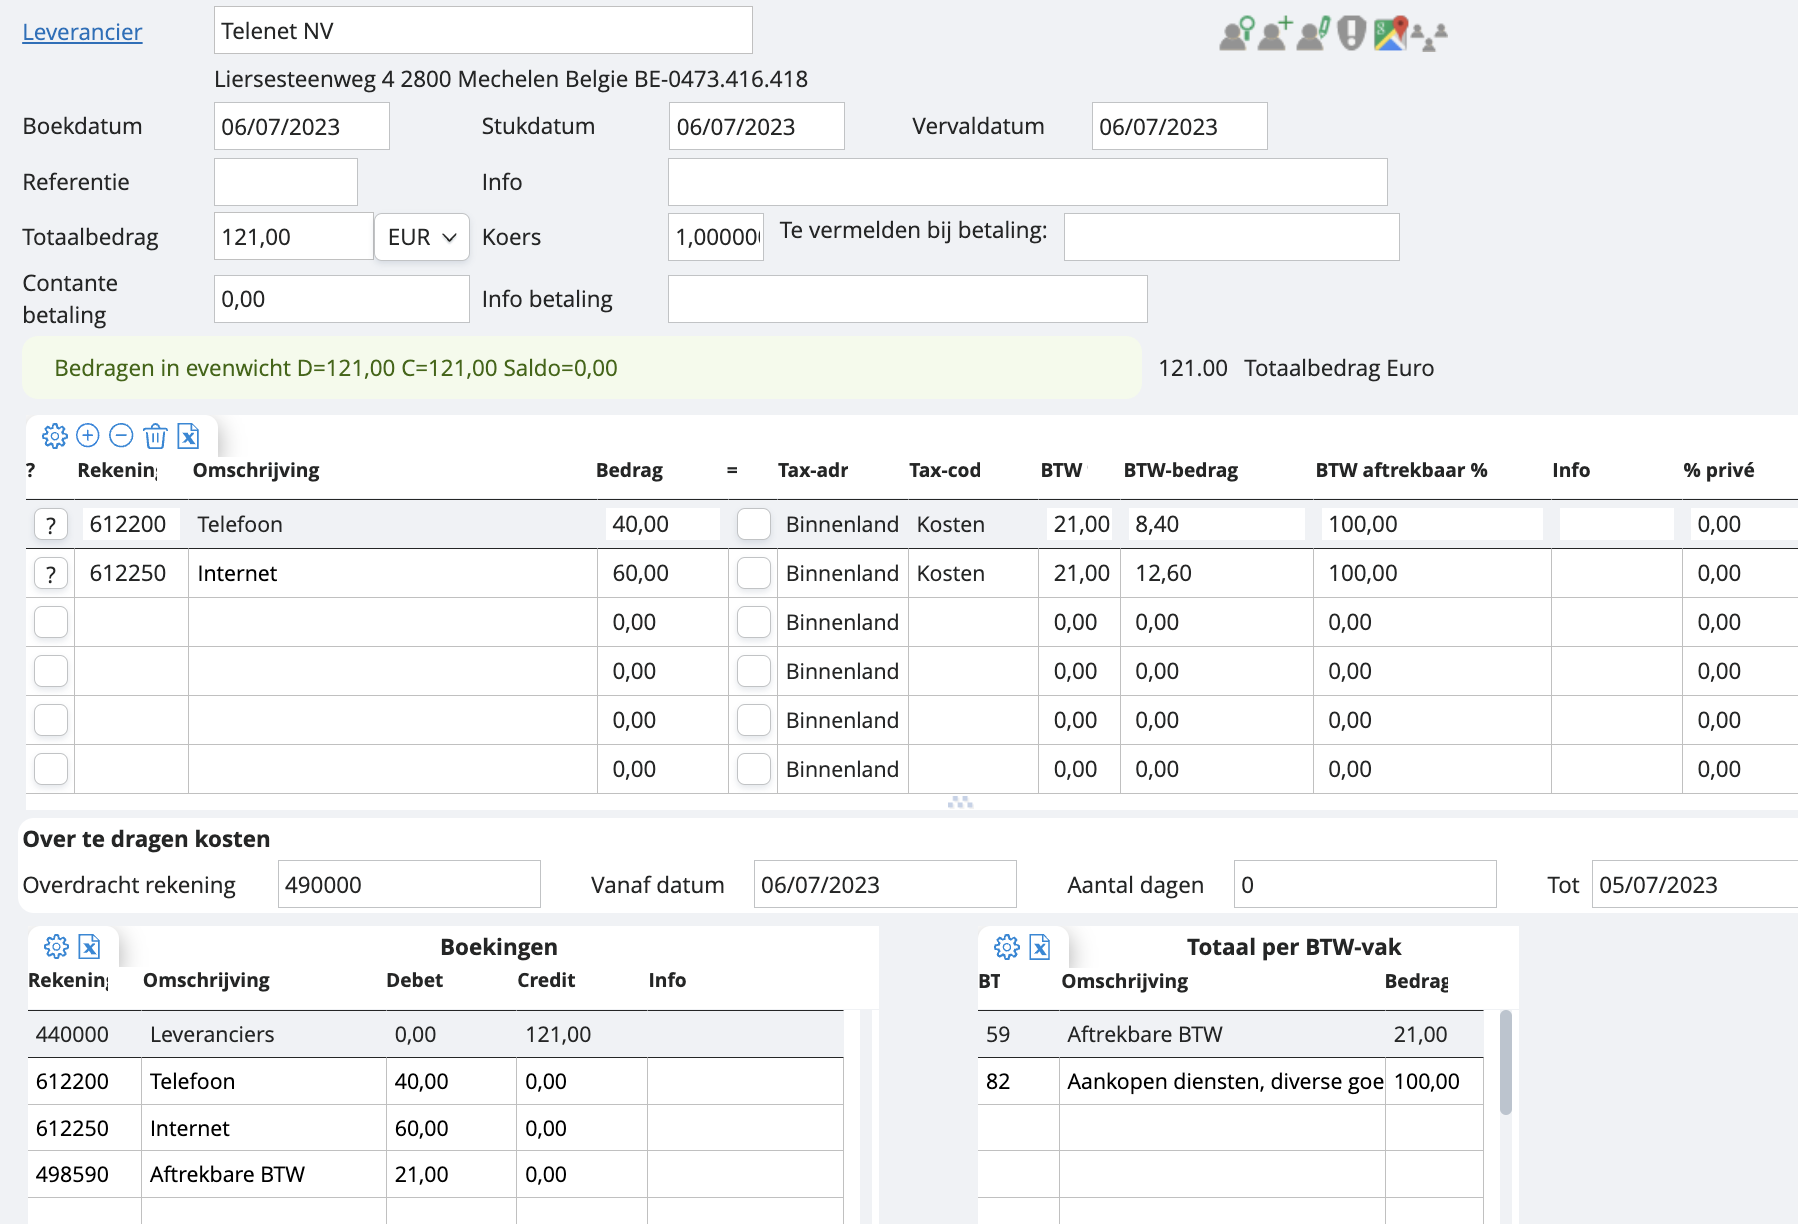 Leverancier Telenet NV
Liersesteenweg 4 2800 Mechelen Belgie BE-0473.416.418
Boekdatum 06/07/2023 Stukdatum 06/07/2023 Vervaldatum 06/07/2023
Referentie Info
Totaalbedrag 121,00 EUR Koers 1,00000 Te vermelden bij betaling:
Contante betaling 0,00 Info betaling
Bedragen in evenwicht D=121,00 C=121,00 Saldo=0,00 121.00 Totaalbedrag Euro
? Rekening Omschrijving Bedrag = Tax-adr Tax-cod BTW BTW-bedrag BTW aftrekbaar % Info % privé
? 612200 Telefoon 40,00 Binnenland Kosten 21,00 8,40 100,00 0,00
? 612250 Internet 60,00 Binnenland Kosten 21,00 12,60 100,00 0,00
0,00 Binnenland 0,00 0,00 0,00 0,00
0,00 Binnenland 0,00 0,00 0,00 0,00
0,00 Binnenland 0,00 0,00 0,00 0,00
0,00 Binnenland 0,00 0,00 0,00 0,00
Over te dragen kosten
Overdracht rekening 490000 Vanaf datum 06/07/2023 Aantal dagen 0 Tot 05/07/2023
Boekingen
Rekening Omschrijving Debet Credit Info
440000 Leveranciers 0,00 121,00
612200 Telefoon 40,00 0,00
612250 Internet 60,00 0,00
498590 Aftrekbare BTW 21,00 0,00
Totaal per BTW-vak
BT Omschrijving Bedrag
59 Aftrekbare BTW 21,00
82 Aankopen diensten, diverse goe 100,00